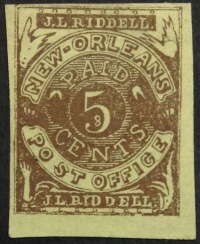 J.L.RIDDELL.
NEW-ORLEANS
PAID
5
CENTS
POST OFFICE
J.L.RIDDELL.